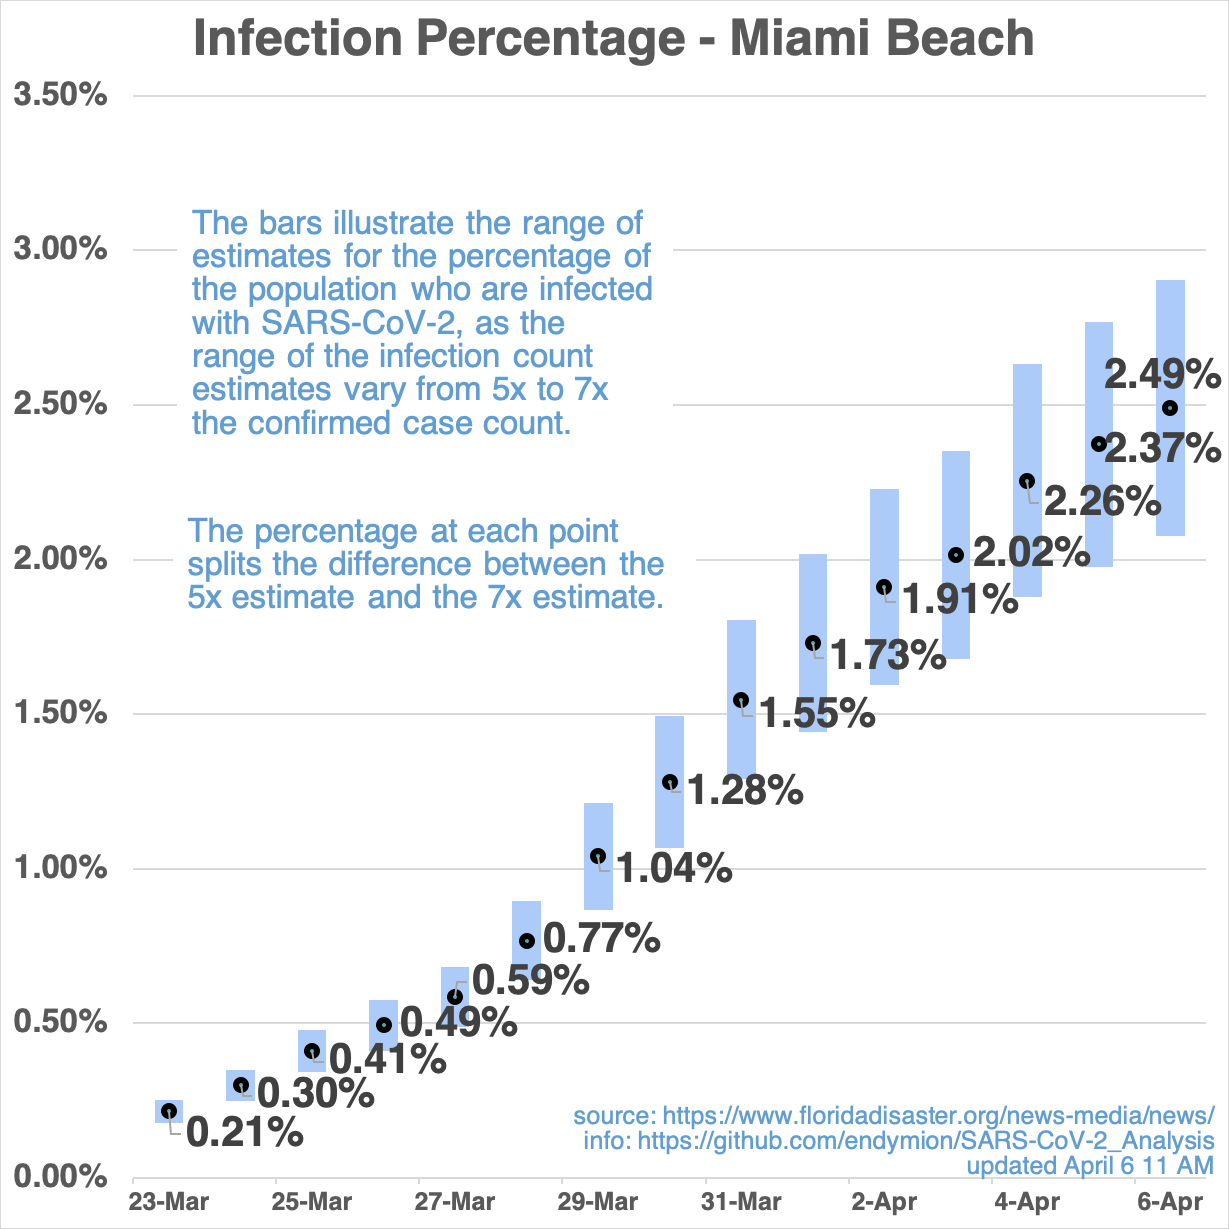 Infection Percentage - Miami Beach
3.50%
3.00%
2.50%
2.00%
1.50%
1.00%
0.50%
0.00%
The bars illustrate the range of
estimates for the percentage of
the population who are infected
with SARS-CoV-2, as the
range of the infection count
estimates vary from 5x to 7x
the confirmed case count.
The percentage at each point
splits the difference between the
5x estimate and the 7x estimate.
0.21%
0.30%
0.41%
0.49%
0.59%
0.77%
1.04%
1.28%
1.55%
1.73%
1.91%
2.02%
2.26%
2.37%
2.49%
source: https://www.floridadisaster.org/news-media/news/
info: https://github.com/endymion/SARS-CoV-2_Analysis
updated April 6 11 AM
23-Mar
25-Mar
27-Mar
29-Mar
31-Mar
2-Apr
4-Apr
6-Apr